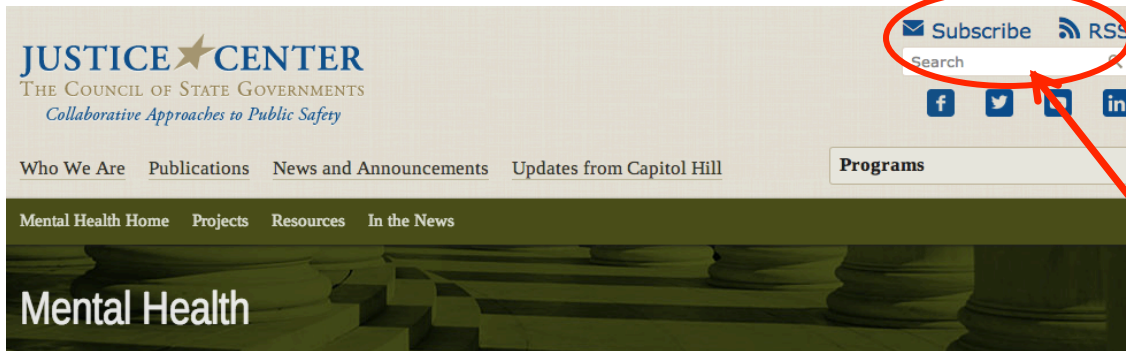 Subscribe RSS
JUSTICE CENTER
Search
THE COUNCIL OF STATE GOVERNMENTS
Collaborative Approaches to Public Safety
f in
Who We Are Publications News and Announcements Updates from Capitol Hill Programs
Mental Health Home Projects Resources In the News
Mental Health